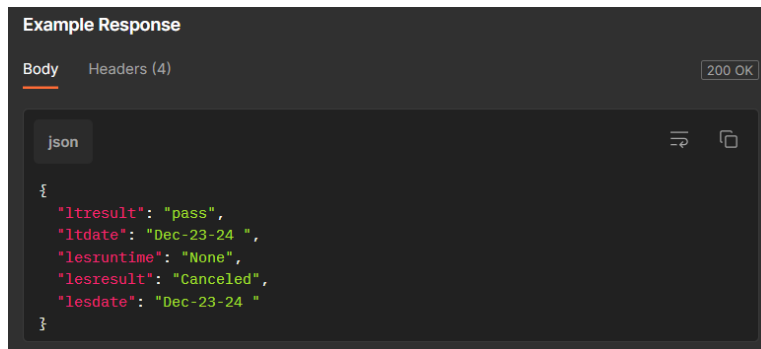 Example Response
Body Headers (4) 200 OK
json
{
"ltresult": "pass",
"ltdate": "Dec-23-24 ",
"lesruntime": "None",
"lesresult": "Canceled",
"lesdate": "Dec-23-24 "
}